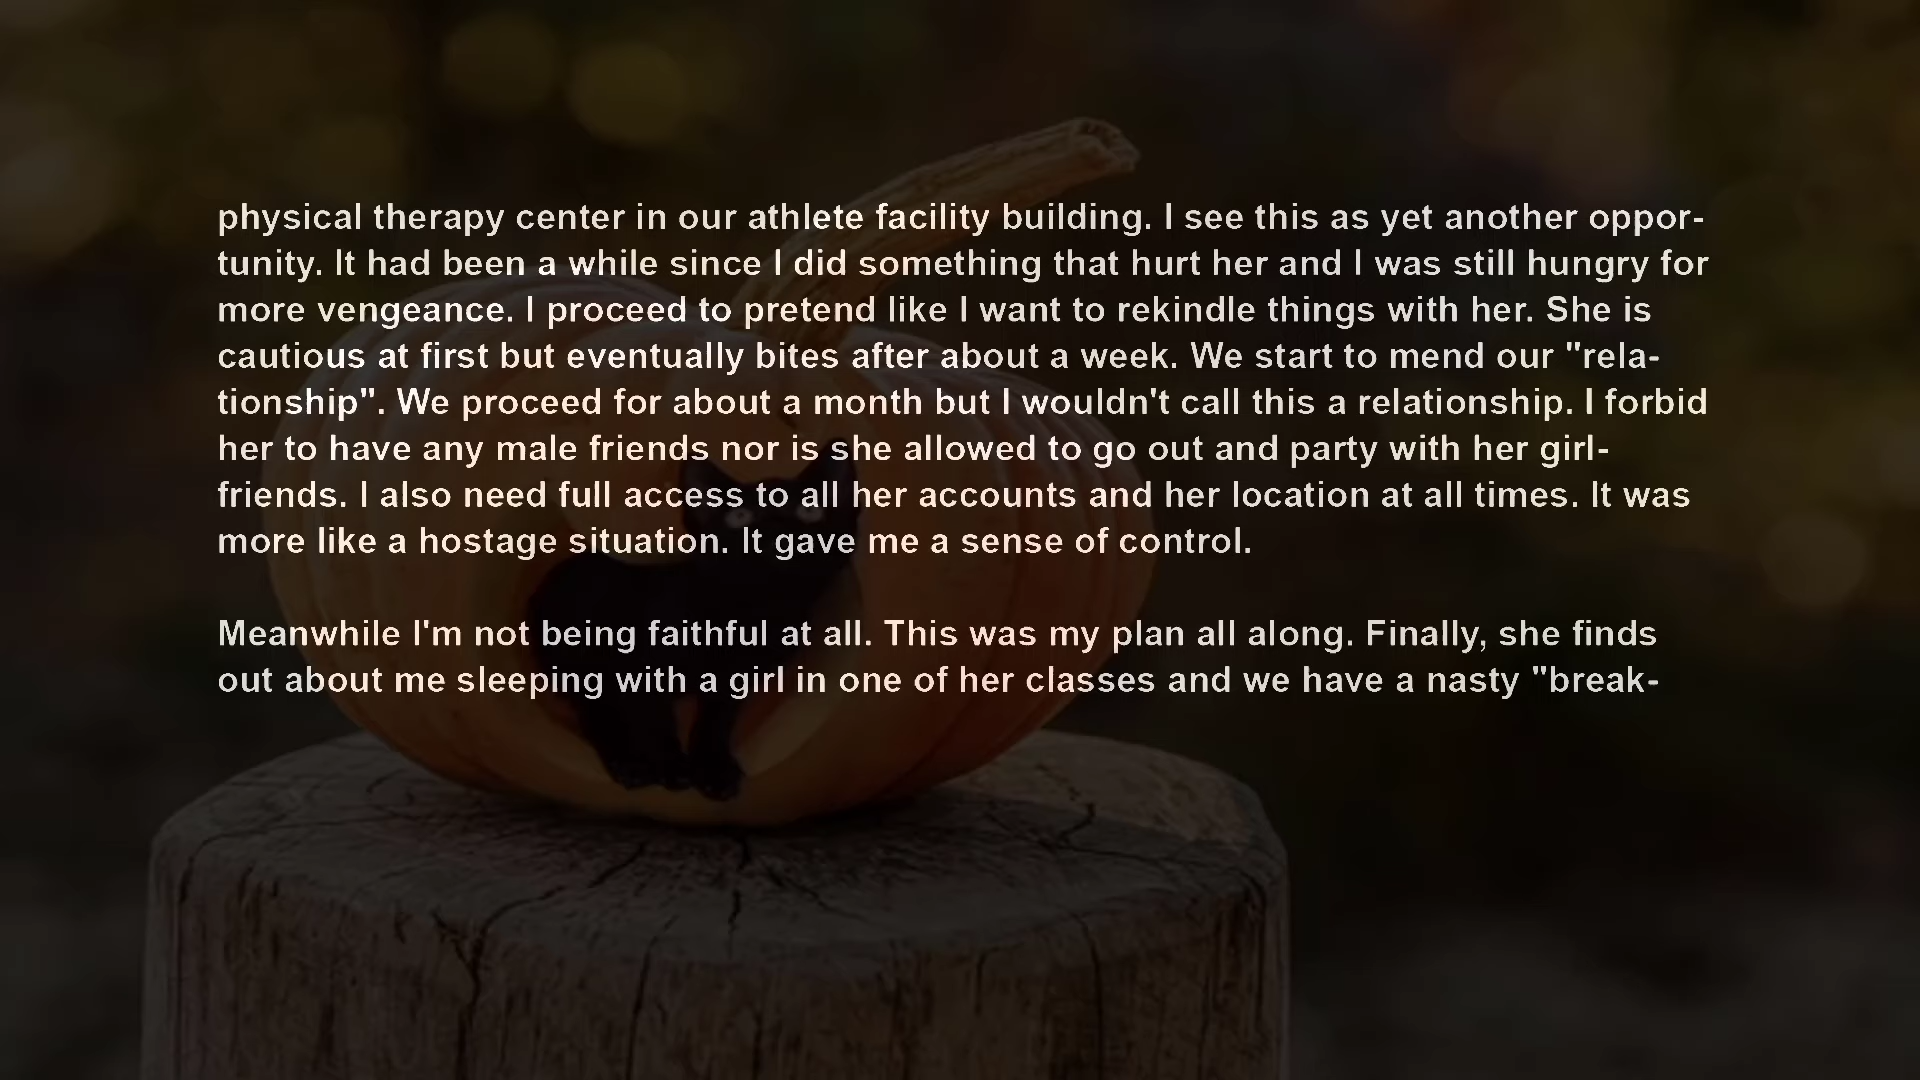 physical therapy center in our athlete facility building. I see this as yet another oppor-
tunity. It had been a while since I did something that hurt her and I was still hungry for
more vengeance. I proceed to pretend like I want to rekindle things with her. She is
cautious at first but eventually bites after about a week. We start to mend our "rela-
tionship". We proceed for about a month but I wouldn't call this a relationship. I forbid
her to have any male friends nor is she allowed to go out and party with her girl-
friends. I also need full access to all her accounts and her location at all times. It was
more like a hostage situation. It gave me a sense of control.
Meanwhile I'm not being faithful at all. This was my plan all along. Finally, she finds
out about me sleeping with a girl in one of her classes and we have a nasty "break-